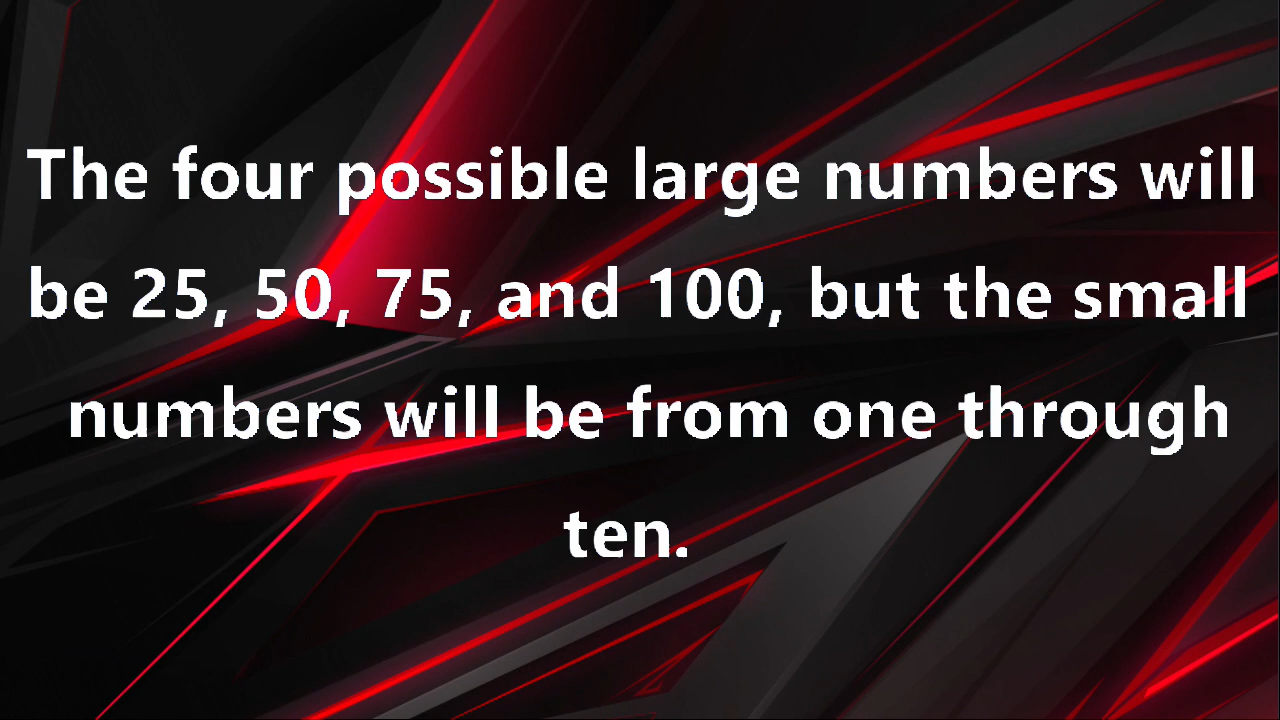 The four possible large numbers will
be 25, 50, 75, and 100, but the small
numbers will be from one through
ten.